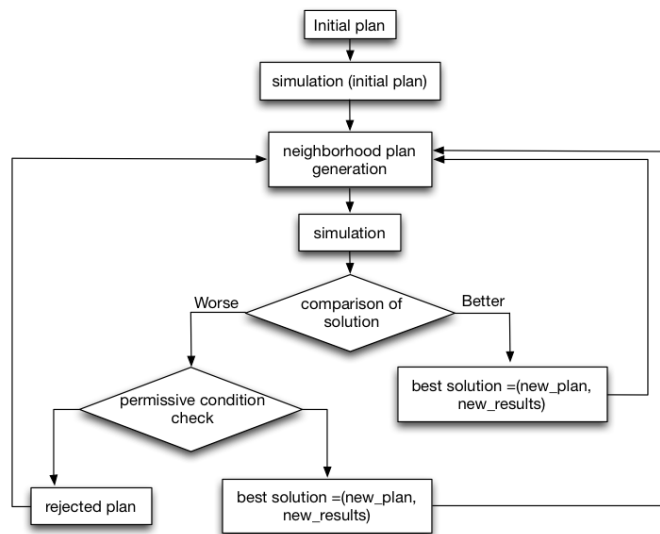 Initial plan
simulation (initial plan)
neighborhood plan
generation
simulation
comparison of
solution
Worse
Better
best solution =(new_plan,
new_results)
permissive condition
check
rejected plan
best solution =(new_plan,
new_results)